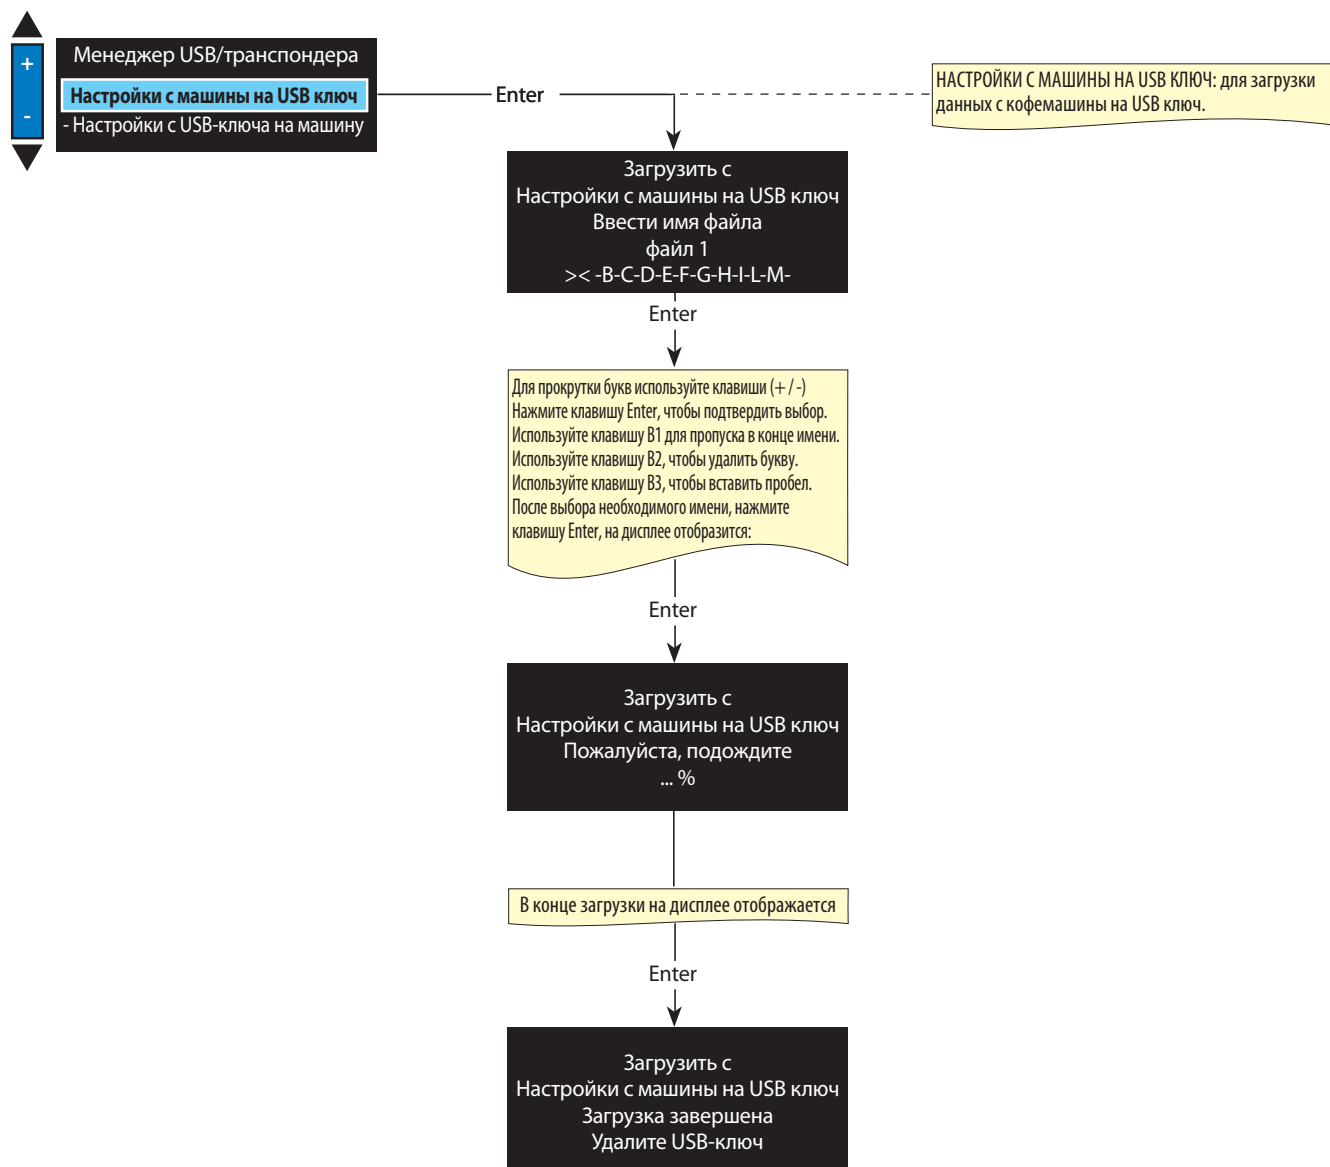 +
-
Менеджер USB/транспондера
Настройки с машины на USB ключ
- Настройки с USB-ключа на машину
Enter
НАСТРОЙКИ С МАШИНЫ НА USB КЛЮЧ: для загрузки
данных с кофемашины на USB ключ.
Загрузить с
Настройки с машины на USB ключ
Ввести имя файла
файл 1
>< -B-C-D-E-F-G-H-I-L-M-
Enter
Для прокрутки букв используйте клавиши (+ / -)
Нажмите клавишу Enter, чтобы подтвердить выбор.
Используйте клавишу B1 для пропуска в конце имени.
Используйте клавишу B2, чтобы удалить букву.
Используйте клавишу B3, чтобы вставить пробел.
После выбора необходимого имени, нажмите
клавишу Enter, на дисплее отобразится:
Enter
Загрузить с
Настройки с машины на USB ключ
Пожалуйста, подождите
... %
В конце загрузки на дисплее отображается
Enter
Загрузить с
Настройки с машины на USB ключ
Загрузка завершена
Удалите USB-ключ